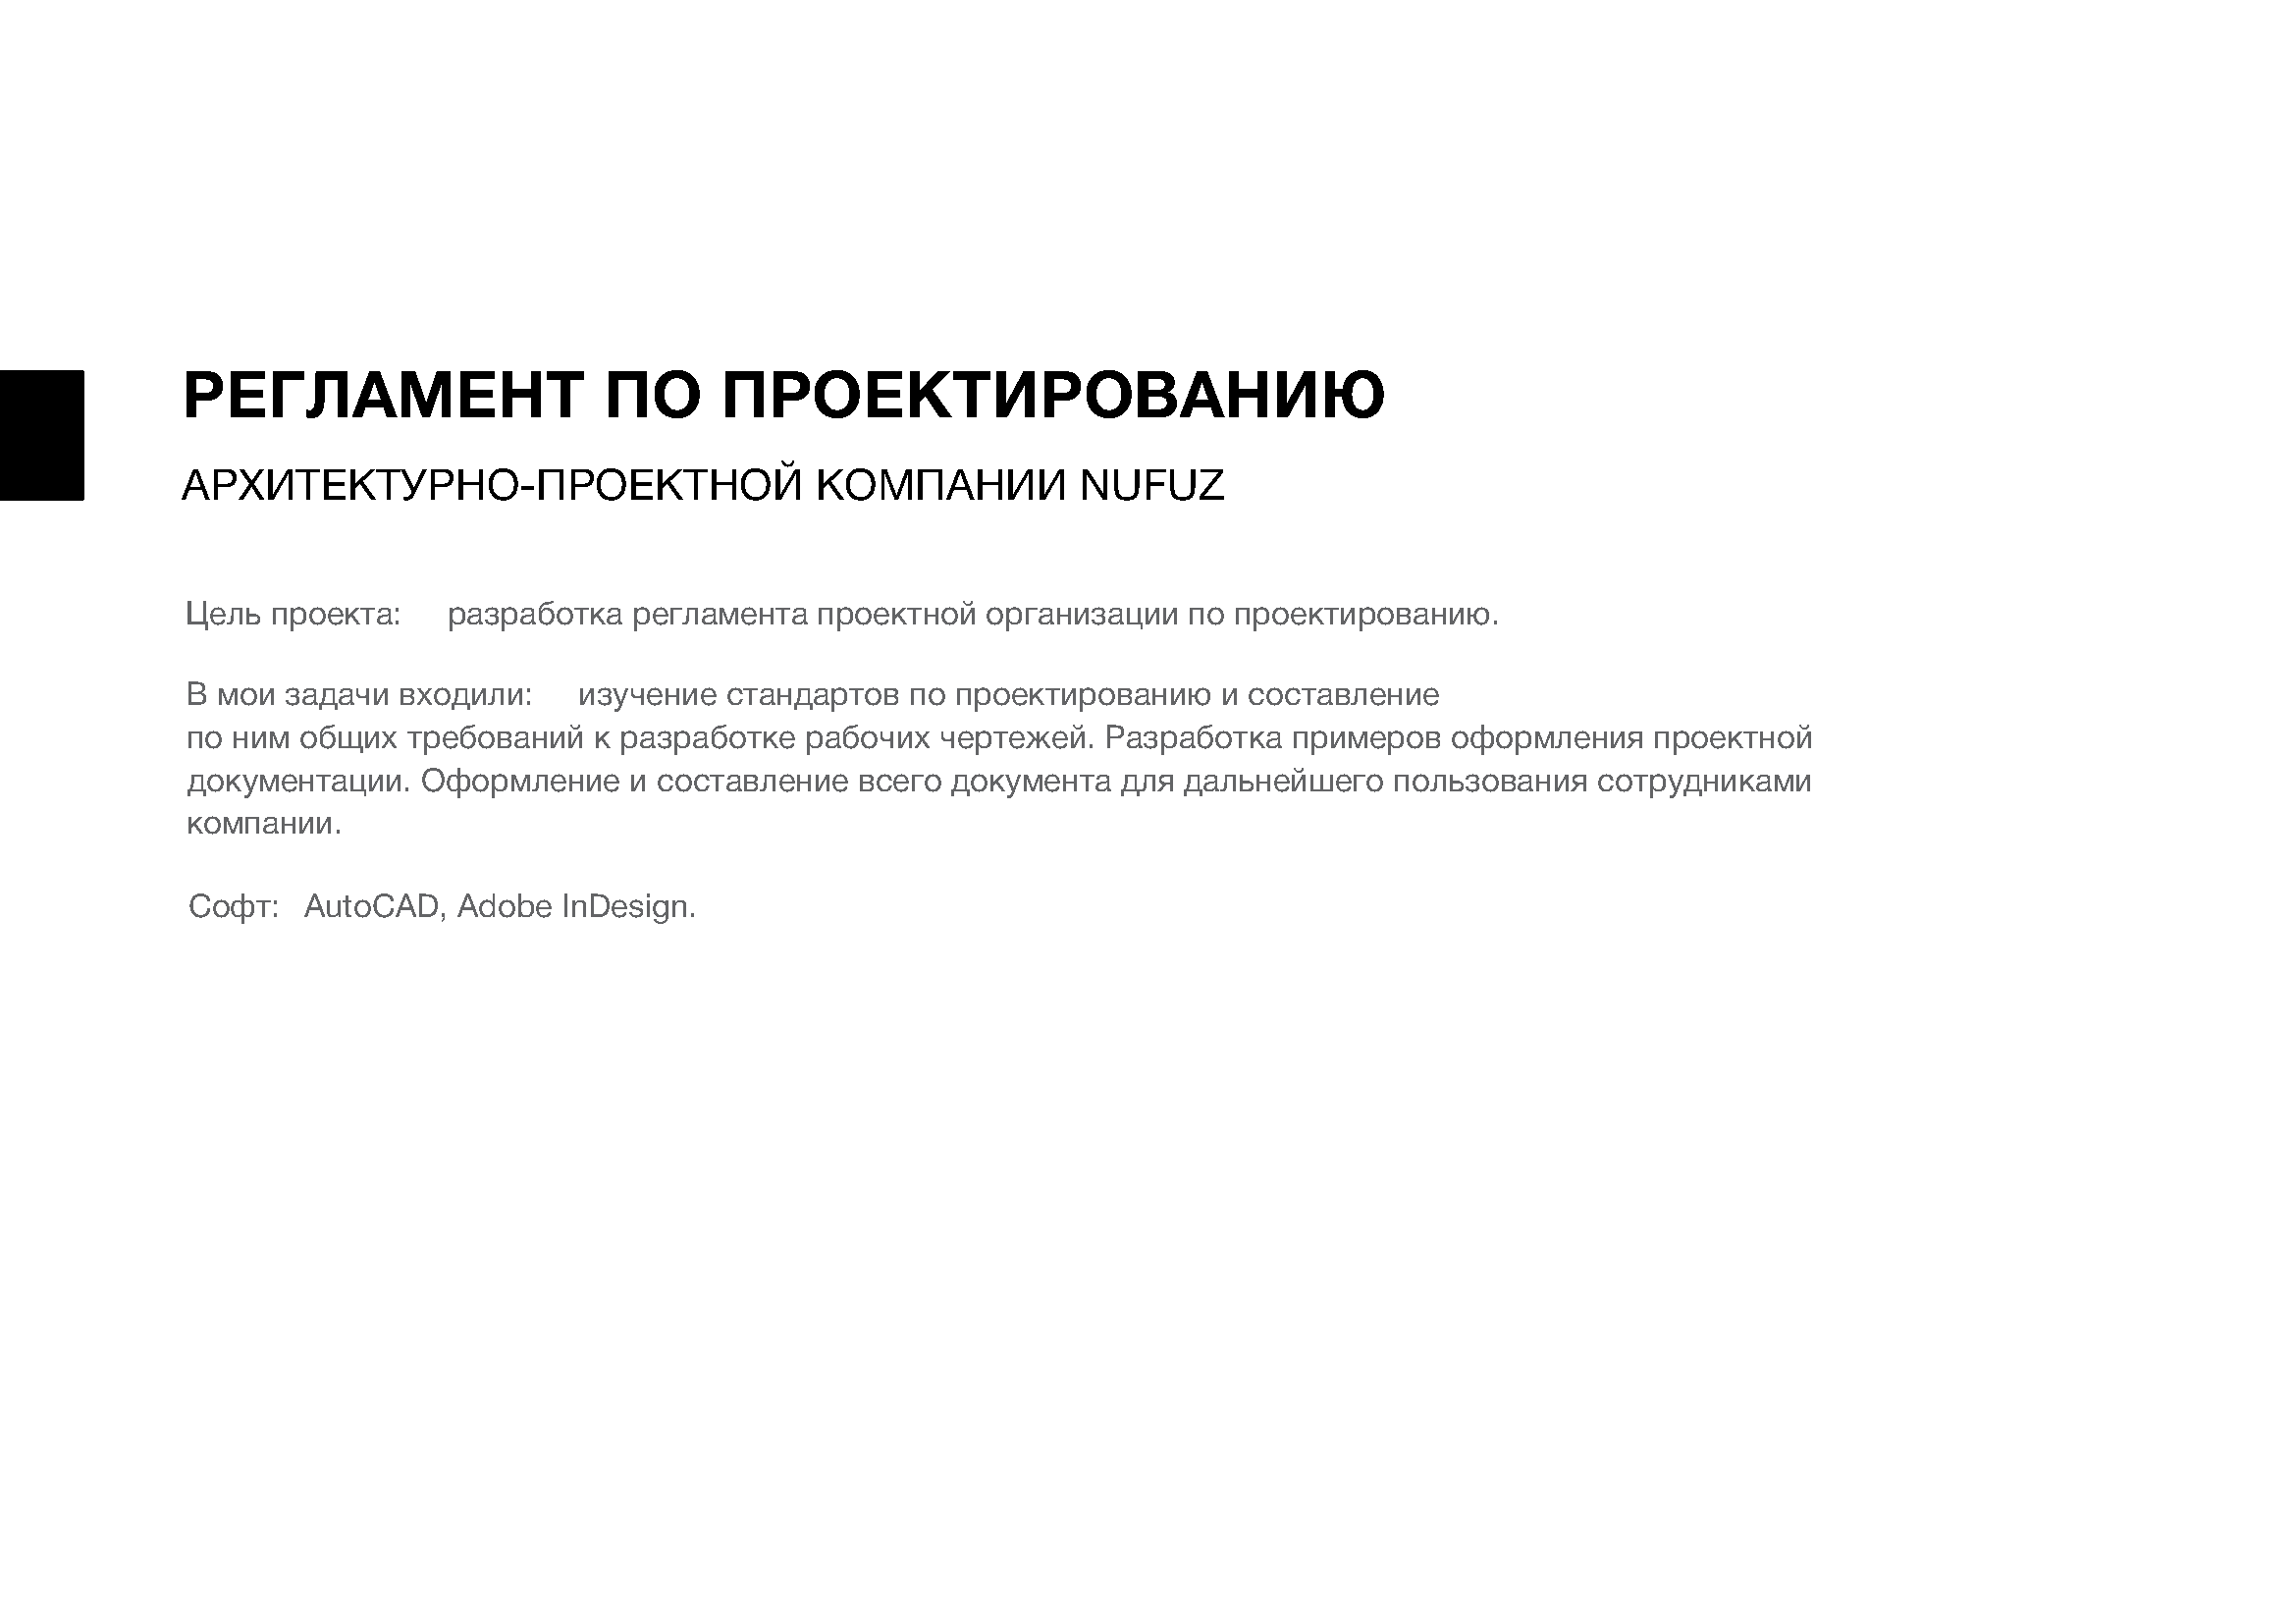 РЕГЛАМЕНТ ПО ПРОЕКТИРОВАНИЮ
АРХИТЕКТУРНО-ПРОЕКТНОЙ КОМПАНИИ NUFUZ
Цель проекта: разработка регламента проектной организации по проектированию.
В мои задачи входили: изучение стандартов по проектированию и составление
по ним общих требований к разработке рабочих чертежей. Разработка примеров оформления проектной
документации. Оформление и составление всего документа для дальнейшего пользования сотрудниками
компании.
Софт: AutoCAD, Adobe InDesign.